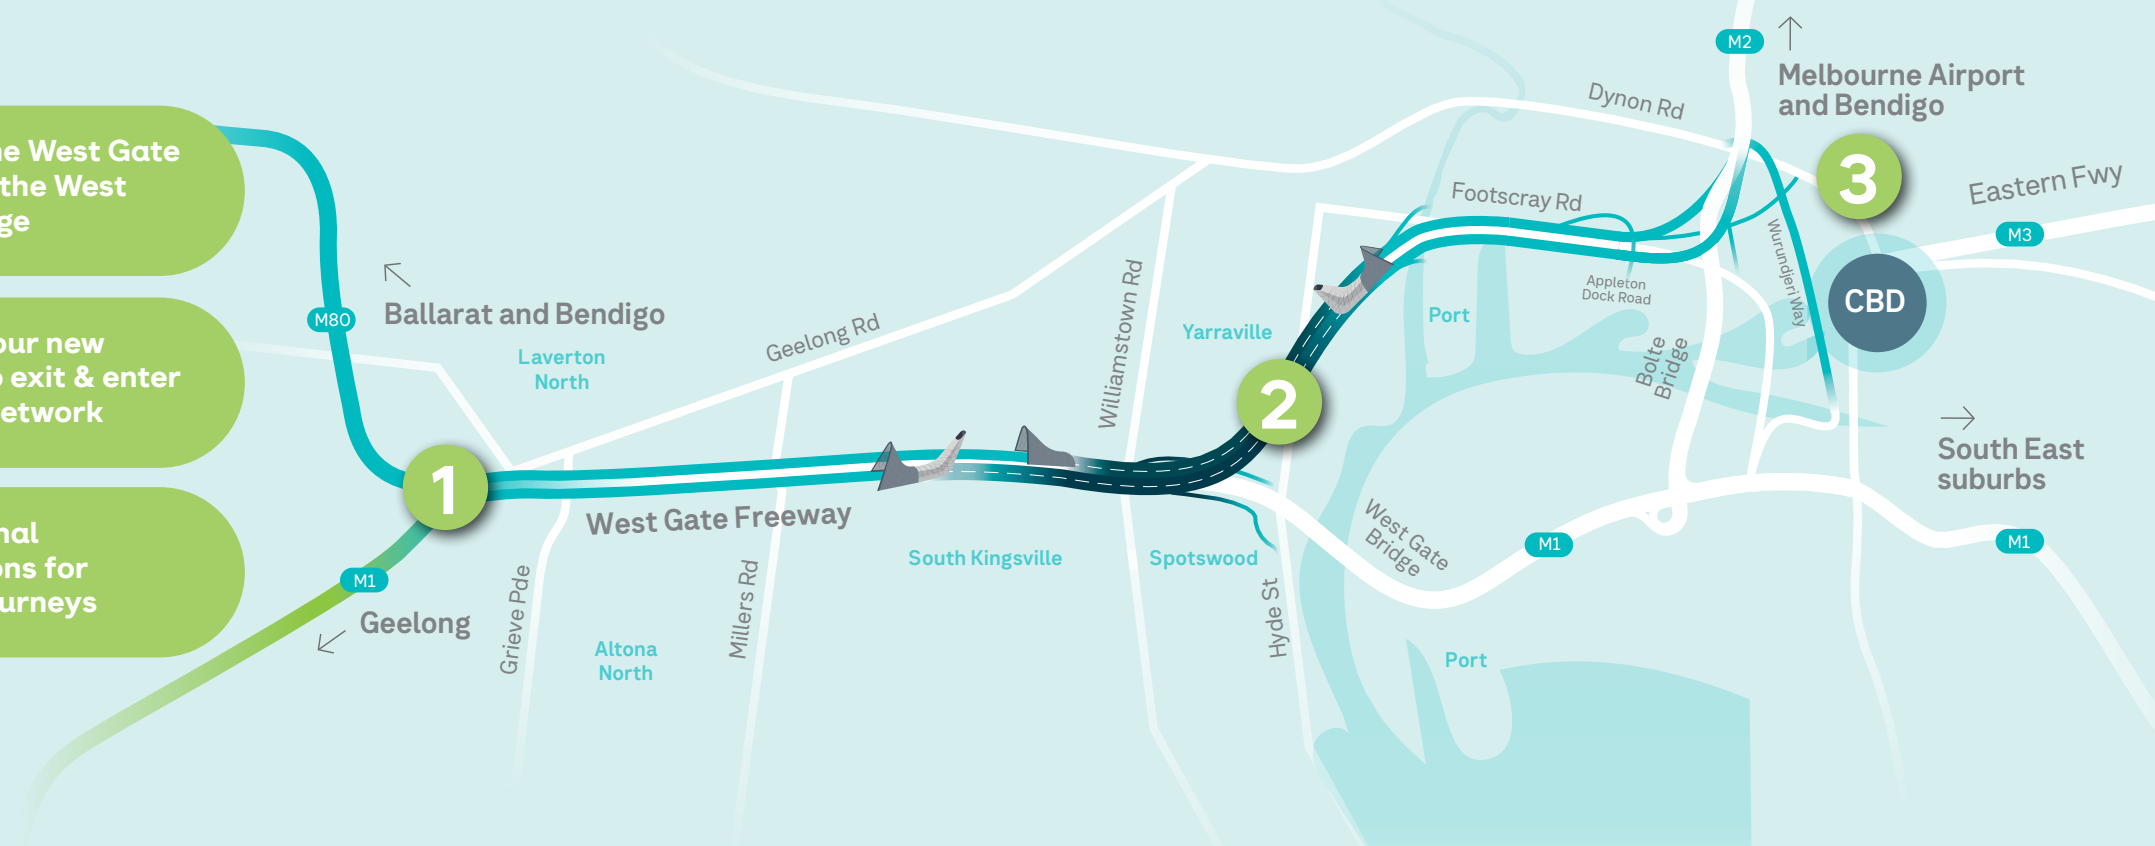 he West Gate
the West
ge
our new
o exit & enter
etwork
nal
ons for
urneys
M80
Ballarat and Bendigo
Laverton
North
Geelong Rd
1
M1
Geelong
West Gate Freeway
Grieve Pde
Millers Rd
Altona
North
South Kingsville
Williamstown Rd
Yarraville
2
Spotswood
Hyde St
West Gate
Bridge
Port
M1
Port
Footscray Rd
Appleton
Dock Road
Dynon Rd
M2
Melbourne Airport
and Bendigo
3
Eastern Fwy
M3
Wurundjeri Way
CBD
Bolte
Bridge
South East
suburbs
M1